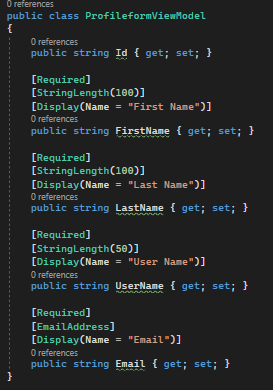 0 references
public class ProfileformViewModel
{
0 references
public string Id { get; set; }
[Required]
[StringLength(100)]
[Display(Name = "First Name")]
0 references
public string FirstName { get; set; }
[Required]
[StringLength(100)]
[Display(Name = "Last Name")]
0 references
public string LastName { get; set; }
[Required]
[StringLength(50)]
[Display(Name = "User Name")]
0 references
public string UserName { get; set; }
[Required]
[EmailAddress]
[Display(Name = "Email")]
0 references
public string Email { get; set; }
}